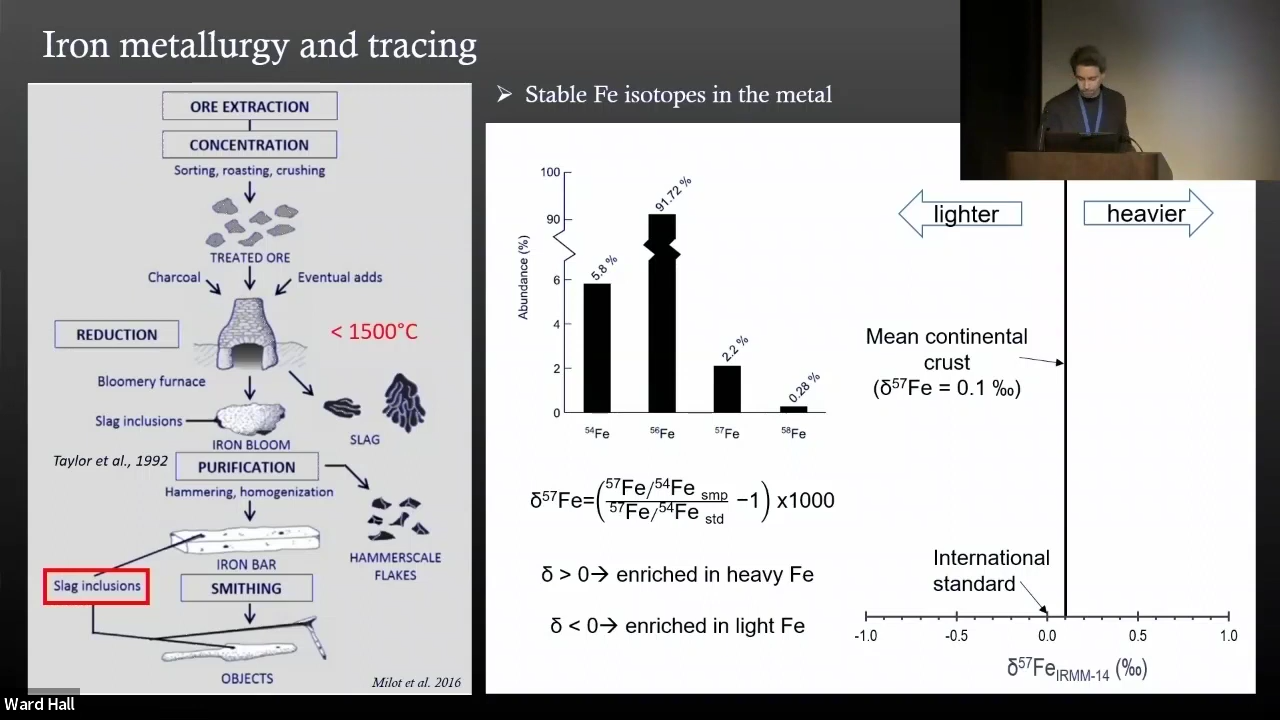 Iron metallurgy and tracing
ORE EXTRACTION
CONCENTRATION
Sorting, roasting, crushing
TREATED ORE
Charcoal
Eventual adds
REDUCTION
< 1500°C
Bloomery furnace
Slag inclusions
IRON BLOOM
SLAG
Taylor et al., 1992
PURIFICATION
Hammering, homogenization
IRON BAR
HAMMERSCALE
FLAKES
Slag inclusions
SMITHING
OBJECTS
Milot et al. 2016
➢ Stable Fe isotopes in the metal
Abundance (%)
100
90
6
4
2
0
5.8 %
91.72 %
2.2 %
0.28 %
⁵⁴Fe
⁵⁶Fe
⁵⁷Fe
⁵⁸Fe
δ⁵⁷Fe=(⁵⁷Fe/⁵⁴Fe smp / ⁵⁷Fe/⁵⁴Fe std −1) x1000
δ > 0→ enriched in heavy Fe
δ < 0→ enriched in light Fe
lighter
heavier
Mean continental
crust
(δ⁵⁷Fe = 0.1 ‰)
International
standard
-1.0
-0.5
0.0
0.5
1.0
δ⁵⁷Fe IRMM-14 (‰)
Ward Hall